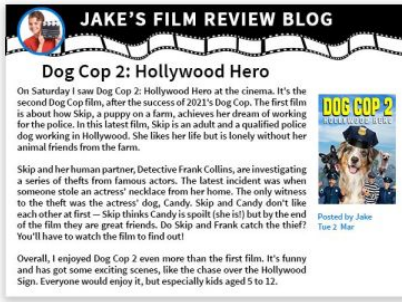 JAKE'S FILM REVIEW BLOG
Dog Cop 2: Hollywood Hero
On Saturday I saw Dog Cop 2: Hollywood Hero at the cinema. It's the
second Dog Cop film, after the success of 2021's Dog Cop. The first film
is about how Skip, a puppy on a farm, achieves her dream of working
for the police. In this latest film, Skip is an adult and a qualified police
dog working in Hollywood. She likes her life but is lonely without her
animal friends from the farm.
Skip and her human partner, Detective Frank Collins, are investigating
a series of thefts from famous actors. The latest incident was when
someone stole an actress' necklace from her home. The only witness
to the theft was the actress' dog, Candy. Skip and Candy don't like
each other at first — Skip thinks Candy is spoilt (she is!) but by the end
of the film they are great friends. Do Skip and Frank catch the thief?
You'll have to watch the film to find out!
Overall, I enjoyed Dog Cop 2 even more than the first film. It's funny
and has got some exciting scenes, like the chase over the Hollywood
Sign. Everyone would enjoy it, but especially kids aged 5 to 12.
DOG COP 2
HOLLYWOOD HERO
Posted by Jake
Tue 2 Mar